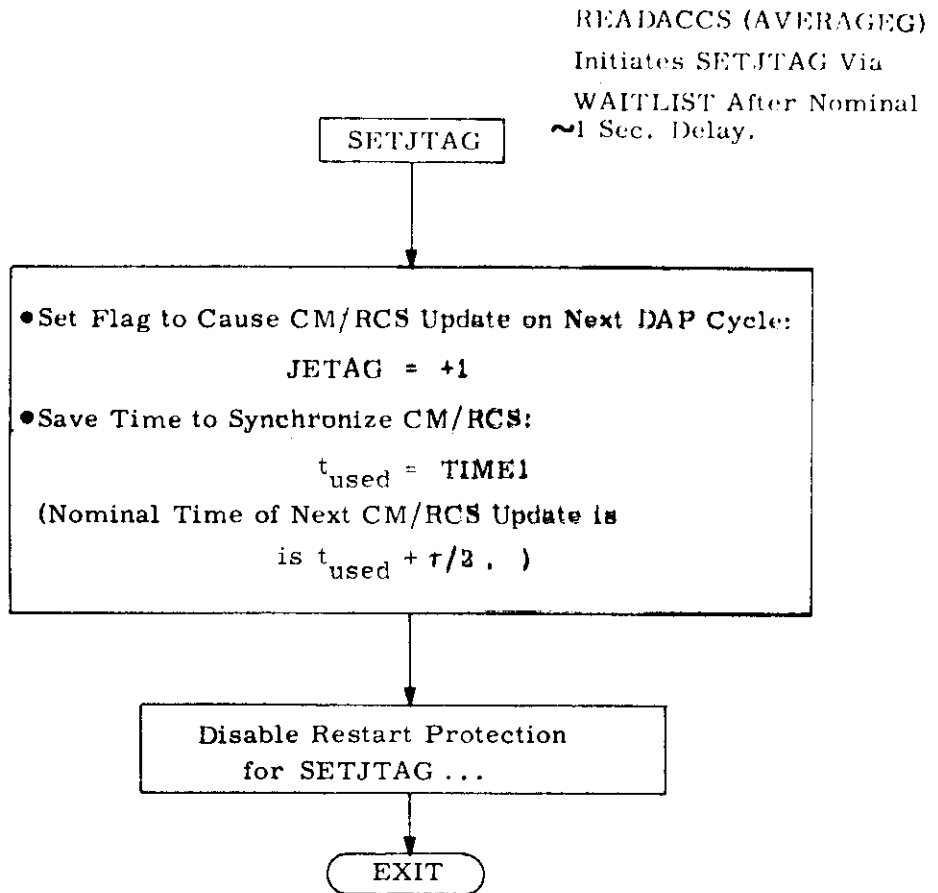 READACCS (AVERAGEG)
Initiates SETJTAG Via
WAITLIST After Nominal
~1 Sec. Delay.
SETJTAG
•Set Flag to Cause CM/RCS Update on Next DAP Cycle:
JETAG = +1
•Save Time to Synchronize CM/RCS:
t_used = TIME1
(Nominal Time of Next CM/RCS Update is
is t_used + τ/2 . )
Disable Restart Protection
for SETJTAG ...
EXIT